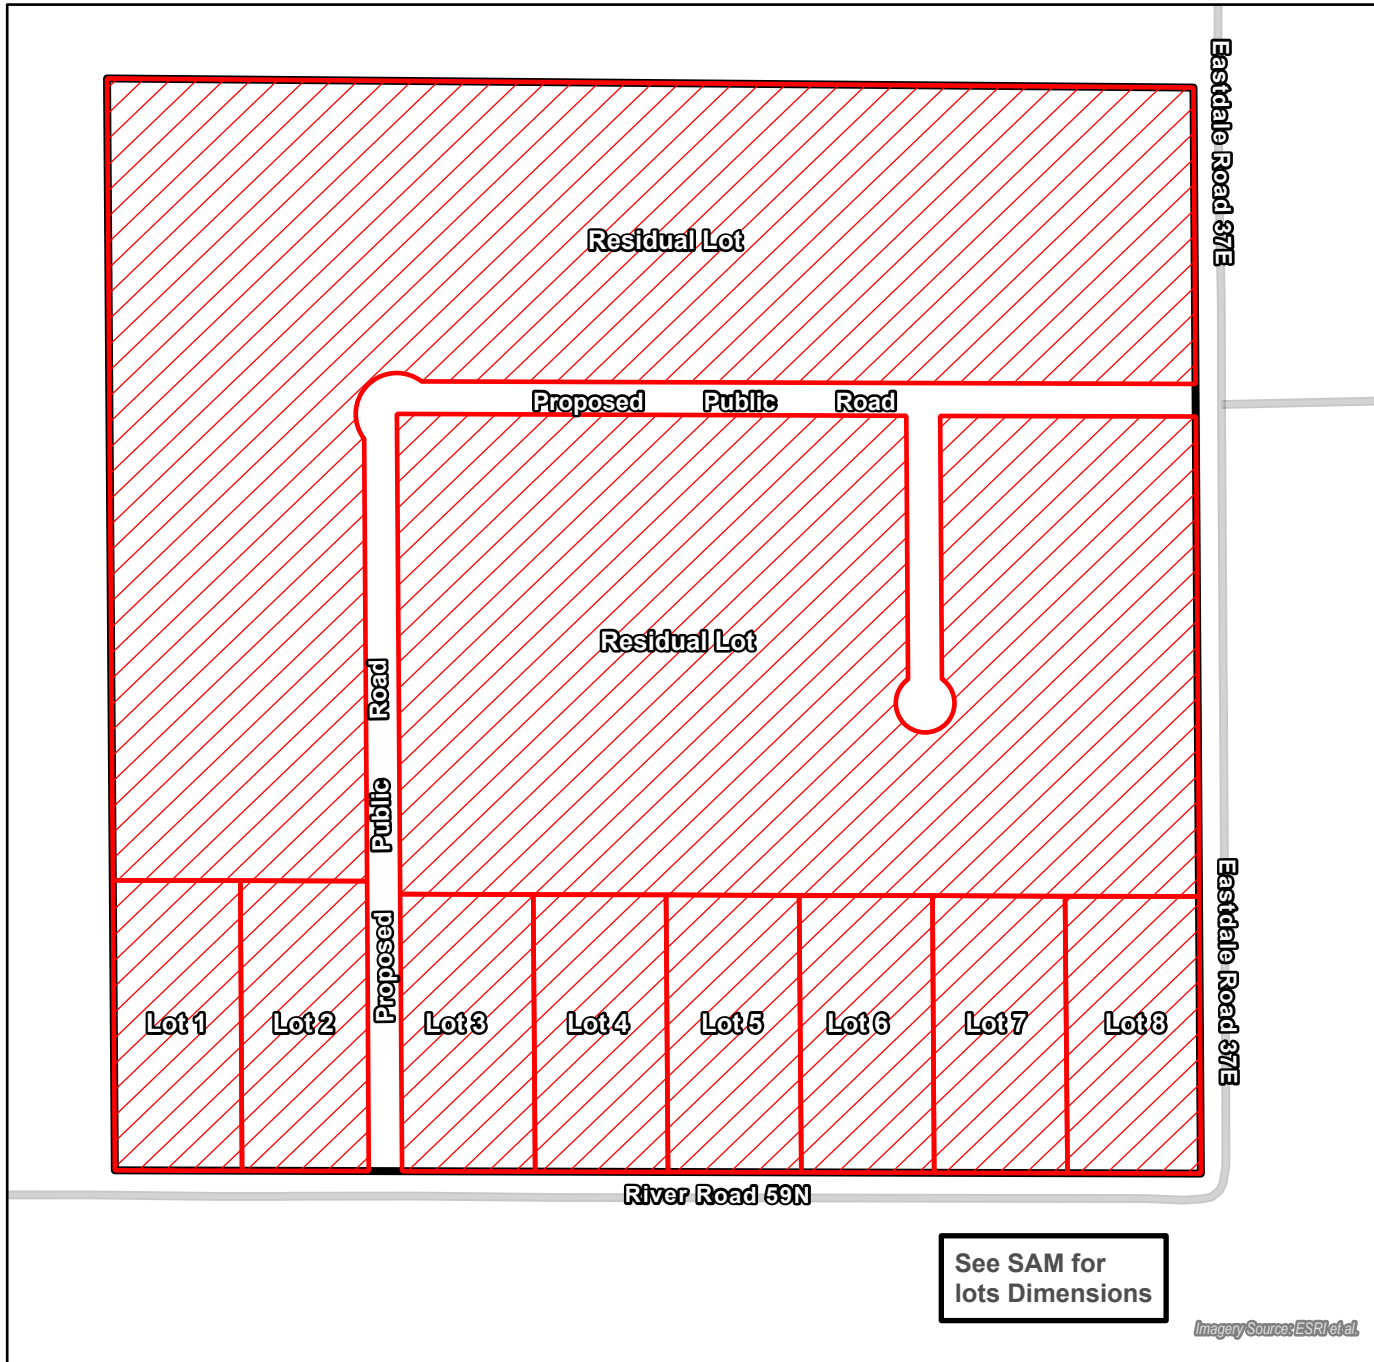 Eastdale Road 37E
Residual Lot
Proposed Public Road
Residual Lot
Proposed Public Road
Eastdale Road 37E
Lot 1
Lot 2
Lot 3
Lot 4
Lot 5
Lot 6
Lot 7
Lot 8
River Road 59N
See SAM for
lots Dimensions
Imagery Source: ESRI et al.